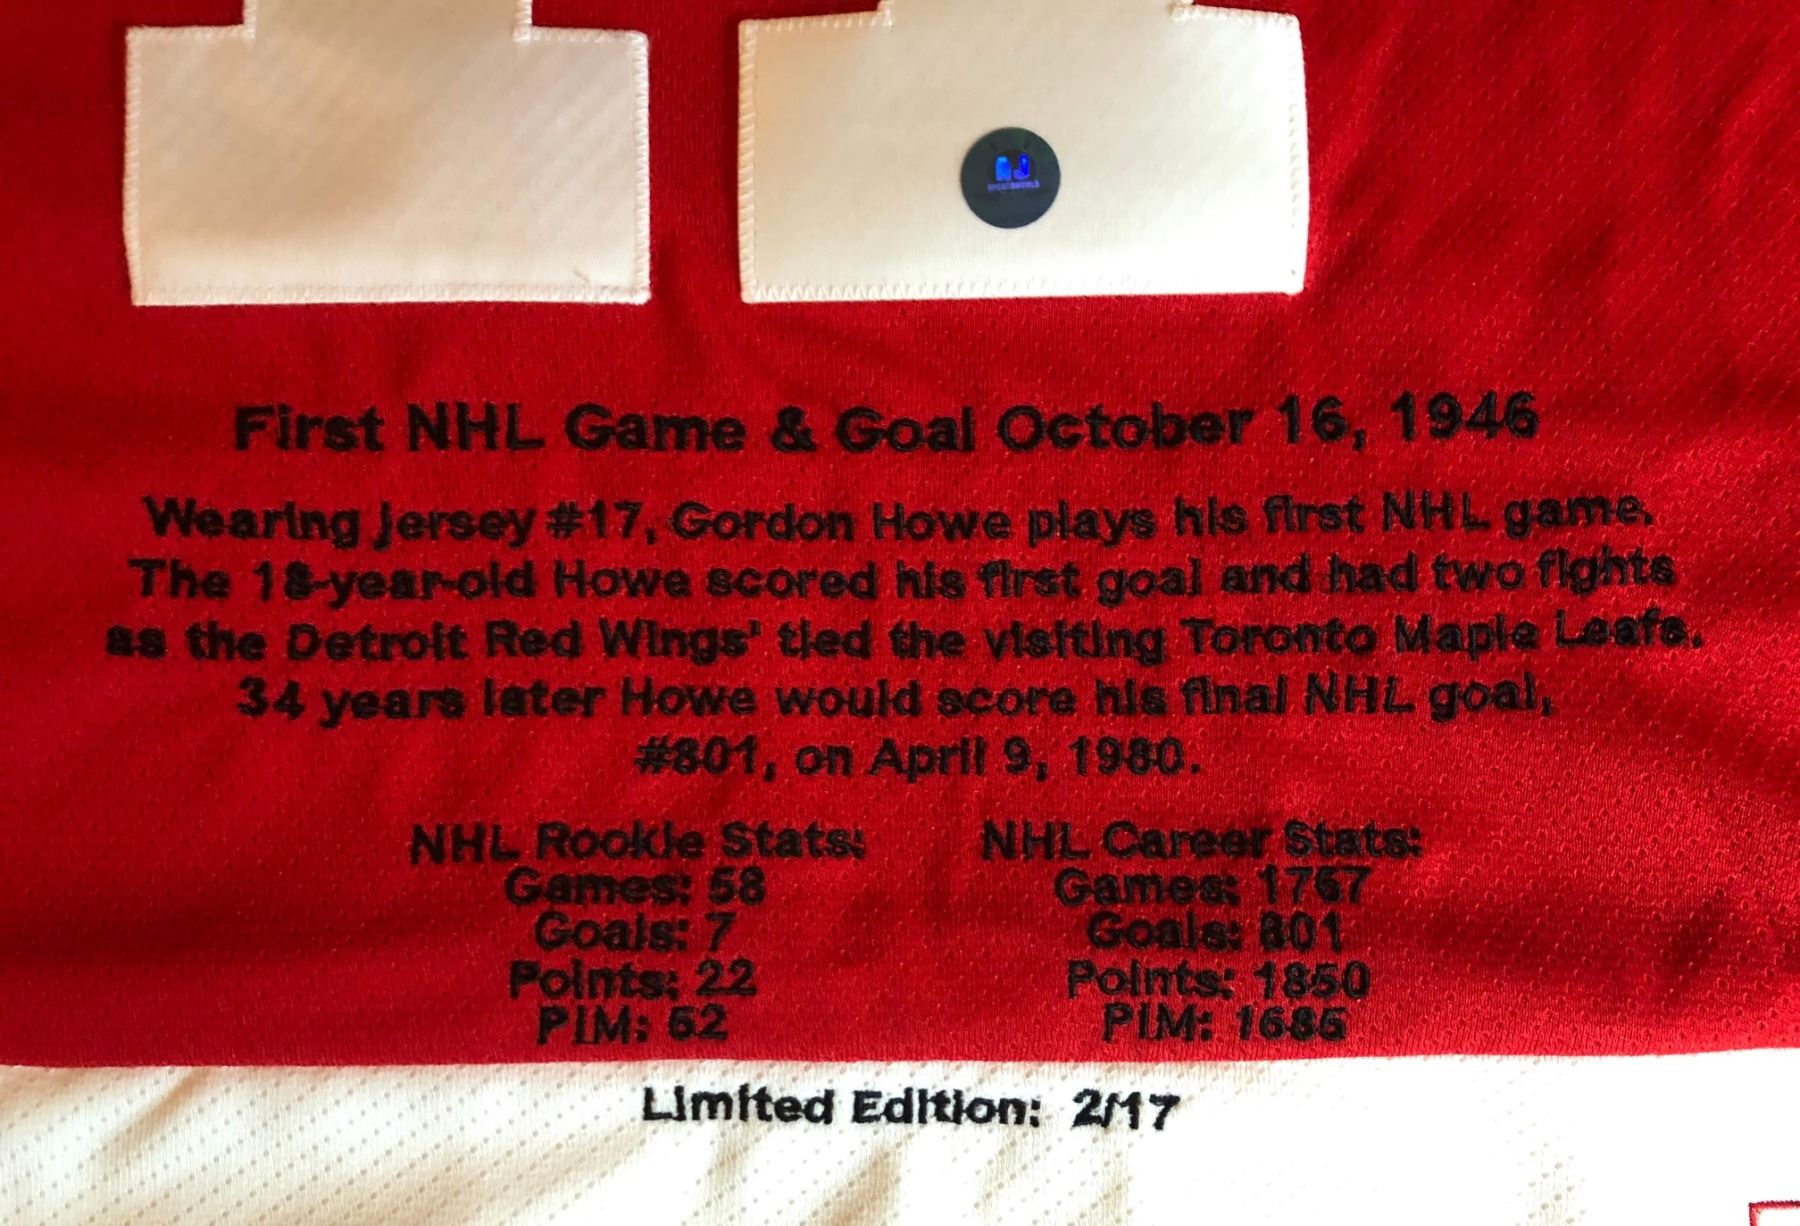 AJ
SPORTSWORLD
First NHL Game & Goal October 16, 1946
Wearing jersey #17, Gordon Howe plays his first NHL game.
The 18-year-old Howe scored his first goal and had two fights
as the Detroit Red Wings' tied the visiting Toronto Maple Leafs.
34 years later Howe would score his final NHL goal,
#801, on April 9, 1980.
NHL Rookie Stats: NHL Career Stats:
Games: 58 Games: 1767
Goals: 7 Goals: 801
Points: 22 Points: 1850
PIM: 52 PIM: 1685
Limited Edition: 2/17